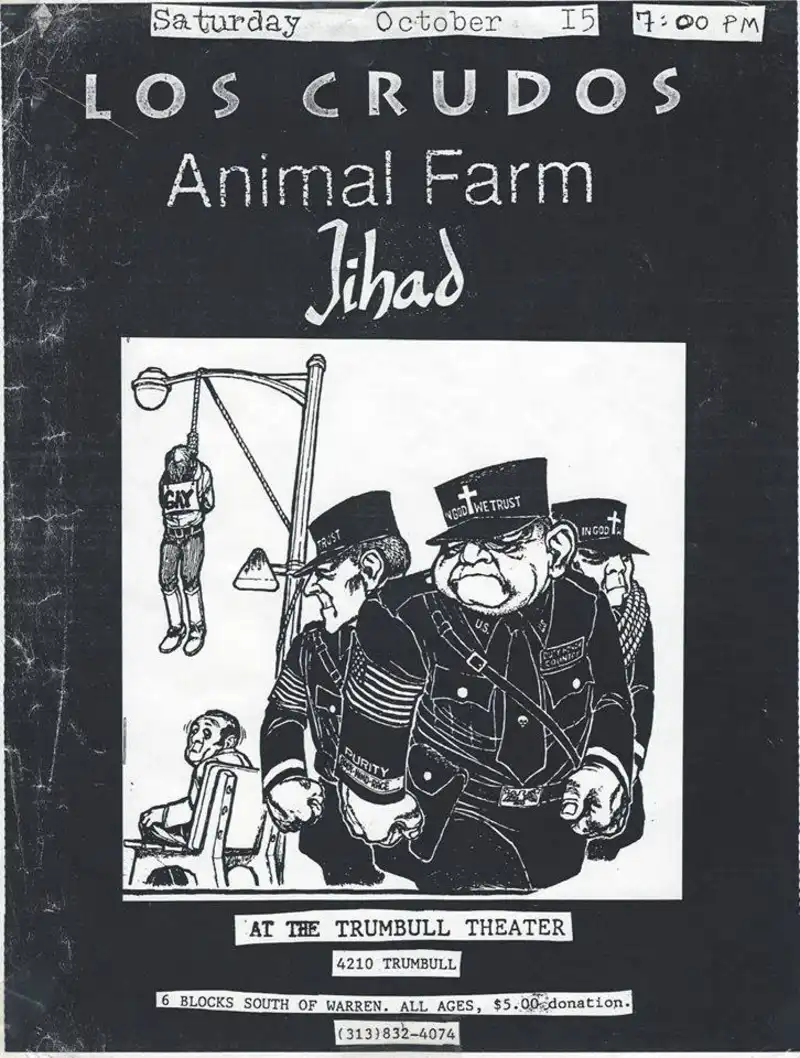 Saturday October 15 7:00 PM
LOS CRUDOS
Animal Farm
Jihad
GAY
RUST
IN GOD WE TRUST
IN GOD
U.S.
PURITY
AT THE TRUMBULL THEATER
4210 TRUMBULL
6 BLOCKS SOUTH OF WARREN. ALL AGES, $5.00 donation.
(313)832-4074